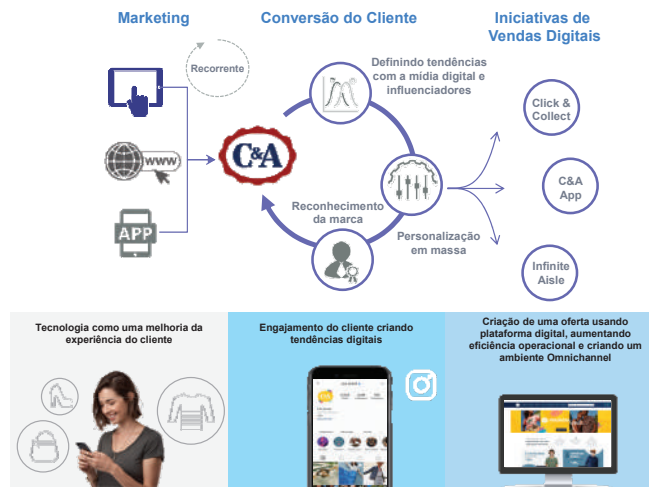 Marketing
Conversão do Cliente
Iniciativas de
Vendas Digitais
Recorrente
Definindo tendências
com a mídia digital e
influenciadores
Click &
Collect
www
C&A
C&A
App
APP
Reconhecimento
da marca
Personalização
em massa
Infinite
Aisle
Tecnologia como uma melhoria da
experiência do cliente
Engajamento do cliente criando
tendências digitais
Criação de uma oferta usando
plataforma digital, aumentando
eficiência operacional e criando um
ambiente Omnichannel